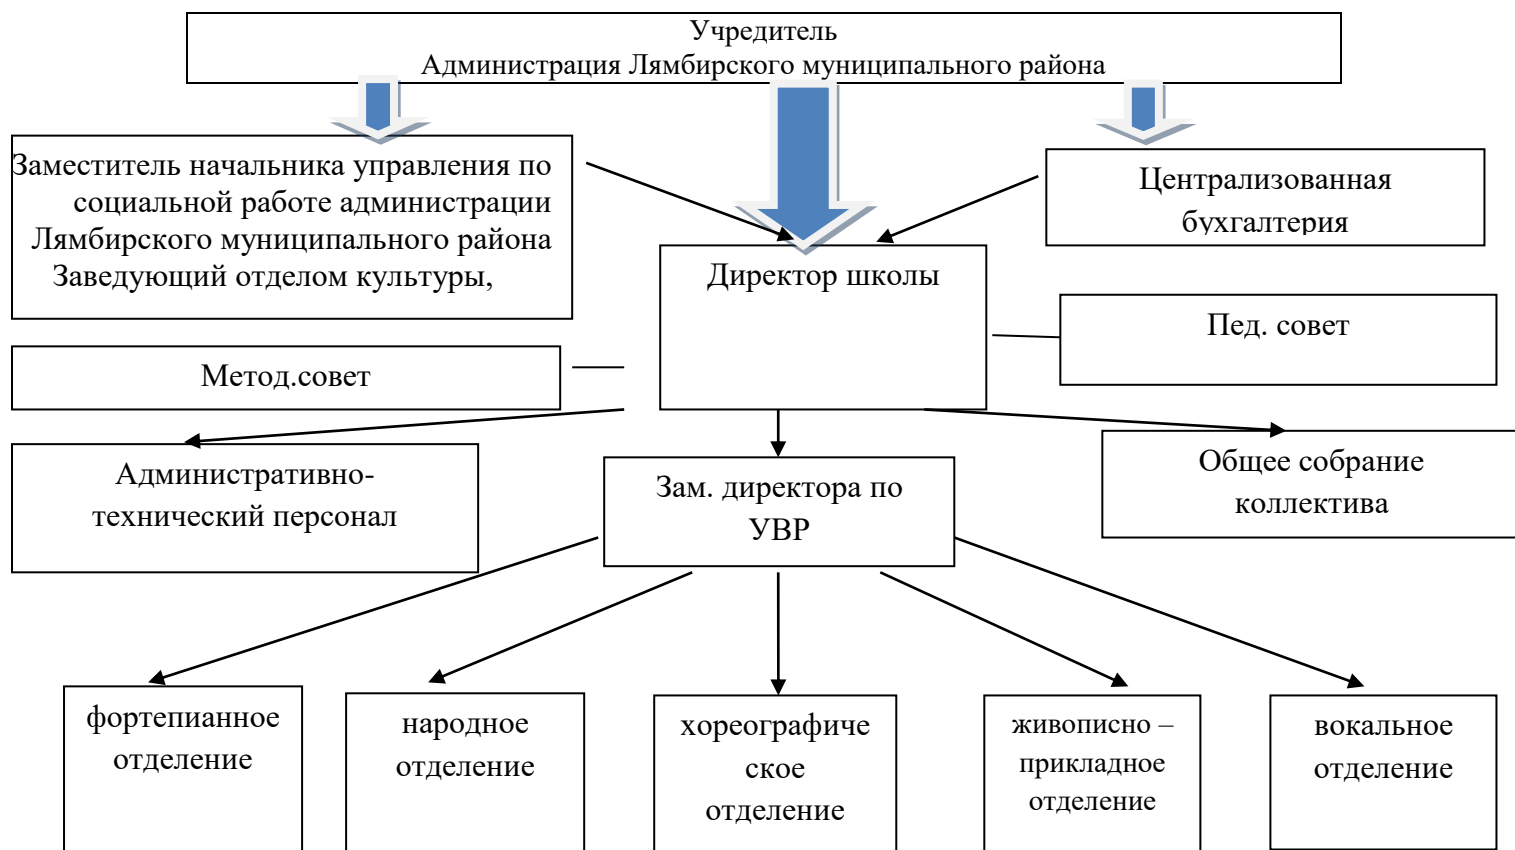 Учредитель
Администрация Лямбирского муниципального района
Заместитель начальника управления по
социальной работе администрации
Лямбирского муниципального района
Заведующий отделом культуры,
Централизованная
бухгалтерия
Директор школы
Пед. совет
Метод.совет
Административно-
технический персонал
Зам. директора по
УВР
Общее собрание
коллектива
фортепианное
отделение
народное
отделение
хореографиче
ское
отделение
живописно –
прикладное
отделение
вокальное
отделение